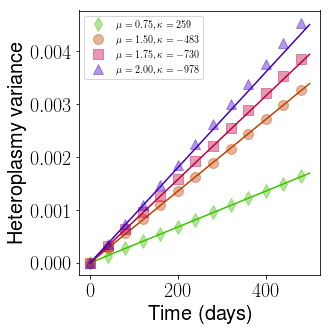 μ = 0.75, κ = 259
μ = 1.50, κ = −483
μ = 1.75, κ = −730
μ = 2.00, κ = −978
Heteroplasmy variance
0.004
0.003
0.002
0.001
0.000
0 200 400
Time (days)